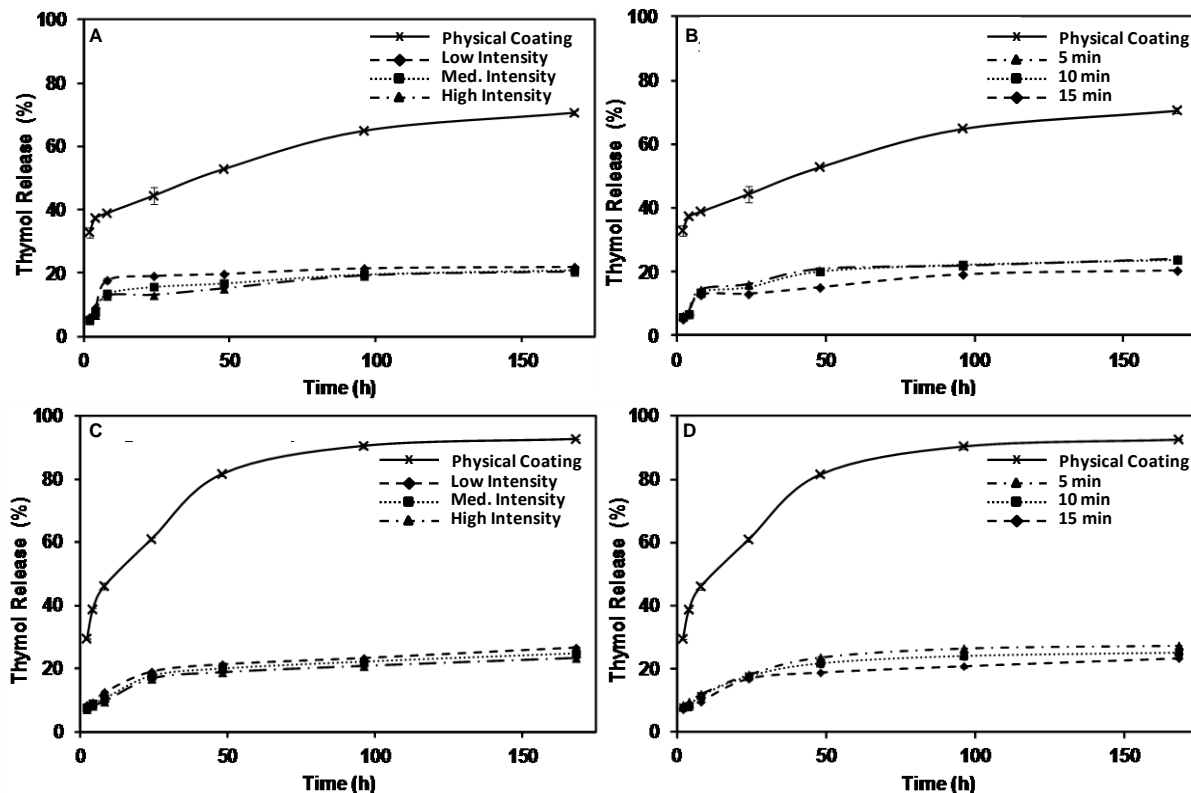 A
Physical Coating
Low Intensity
Med. Intensity
High Intensity
100
80
60
40
20
0
Thymol Release (%)
0 50 100 150
Time (h)
B
Physical Coating
5 min
10 min
15 min
100
80
60
40
20
0
Thymol Release (%)
0 50 100 150
Time (h)
C
Physical Coating
Low Intensity
Med. Intensity
High Intensity
100
80
60
40
20
0
Thymol Release (%)
0 50 100 150
Time (h)
D
Physical Coating
5 min
10 min
15 min
100
80
60
40
20
0
Thymol Release (%)
0 50 100 150
Time (h)